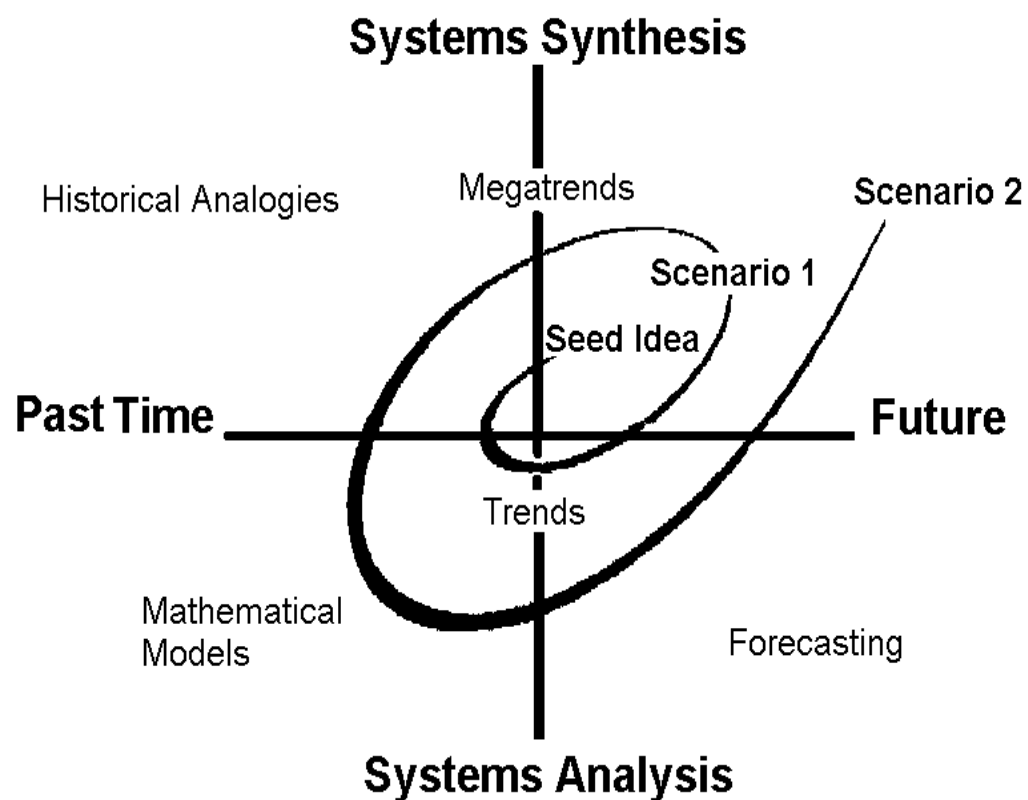 Systems Synthesis
Historical Analogies
Megatrends
Scenario 2
Scenario 1
Seed Idea
Past Time
Future
Trends
Mathematical
Models
Forecasting
Systems Analysis